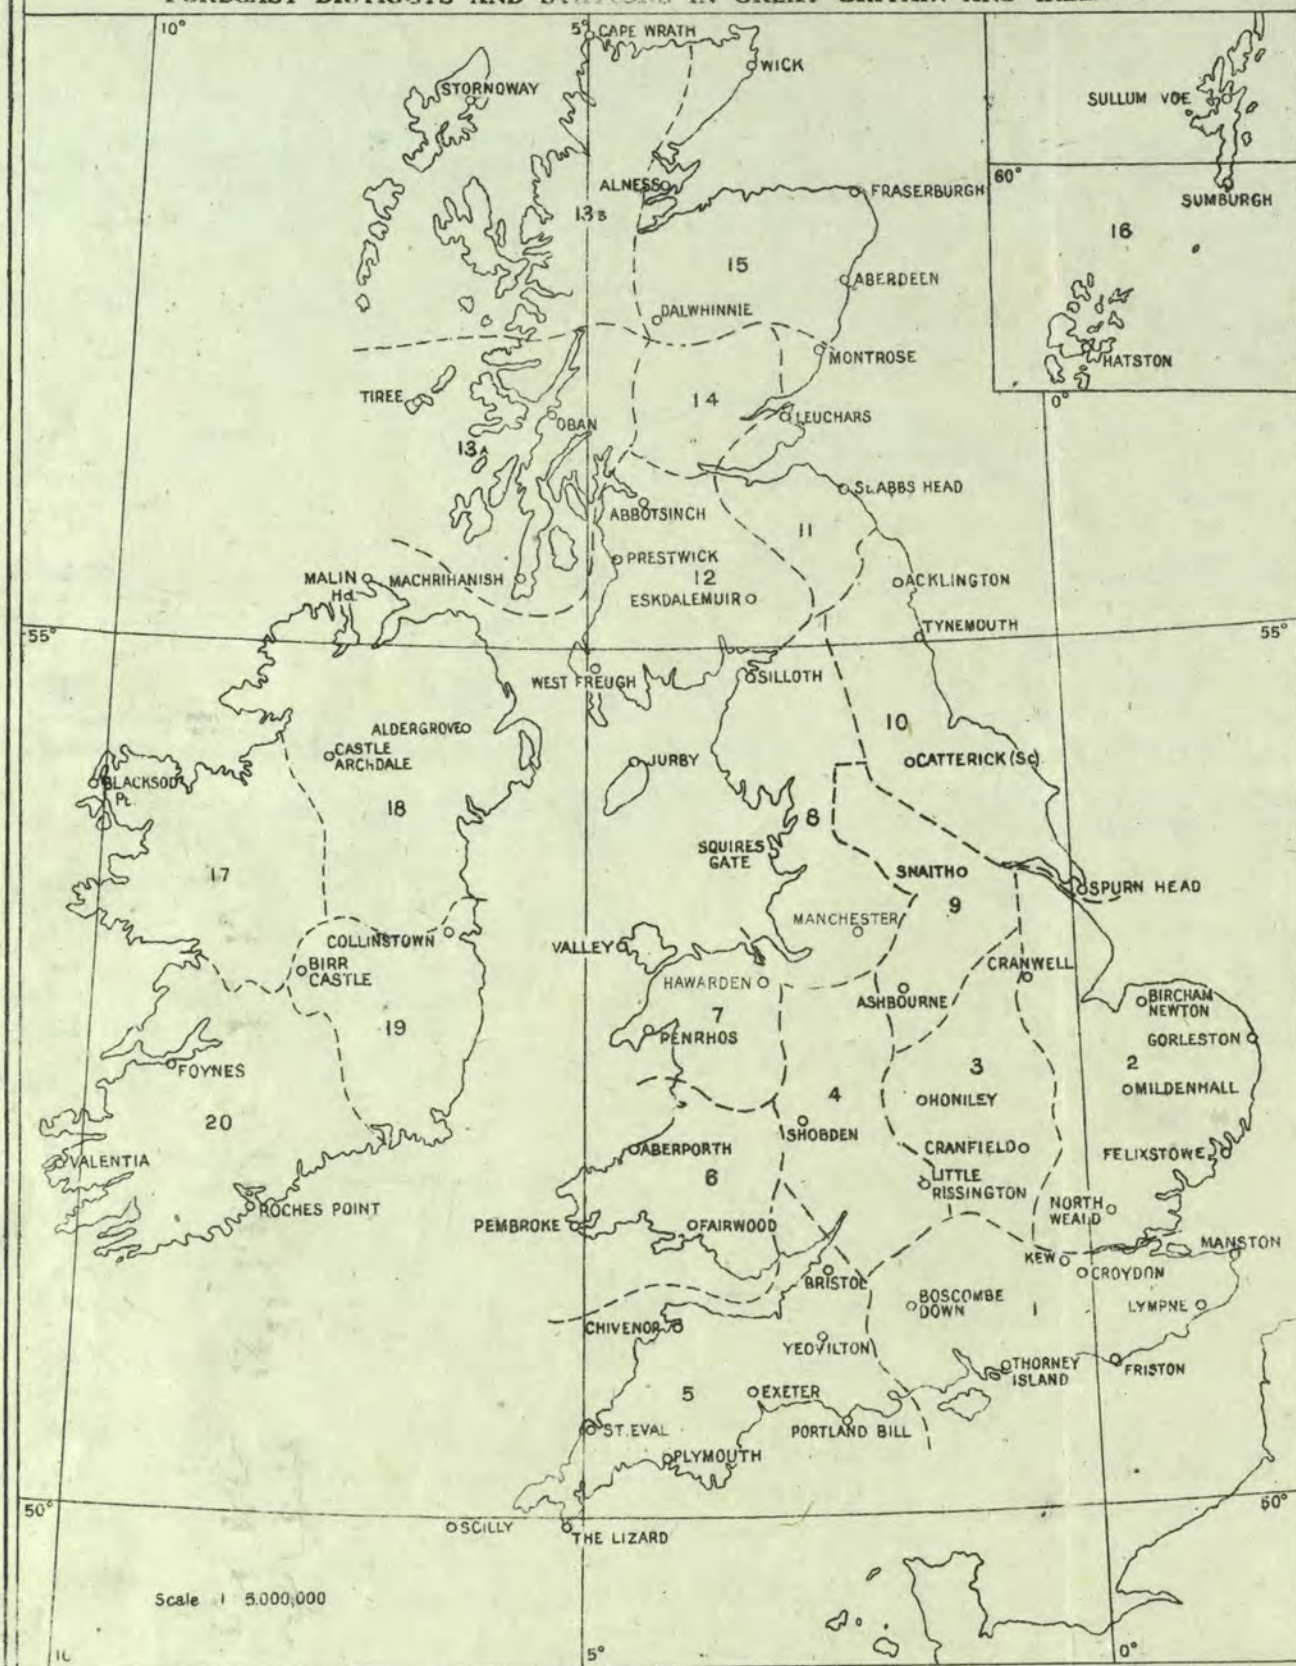 FORECAST DISTRICTS AND STATIONS IN GREAT BRITAIN AND
10°
5°
CAPE WRATH
WICK
STORNOWAY
SULLUM VOE
60°
SUMBURGH
ALNESS
FRASERBURGH
13B
16
15
ABERDEEN
DALWHINNIE
MONTROSE
HATSTON
TIREE
14
0°
OBAN
LEUCHARS
13A
ST. ABBS HEAD
ABBOTSINCH
11
PRESTWICK
MALIN
Hd.
MACHRIHANISH
12
ACKLINGTON
ESKDALEMUIR
55°
TYNEMOUTH
55°
WEST FREUGH
SILLOTH
ALDERGROVE
10
CASTLE
ARCHDALE
JURBY
CATTERICK (Sc)
BLACKSOD
Pt.
18
8
SQUIRES
GATE
17
SNAITH
SPURN HEAD
9
MANCHESTER
COLLINSTOWN
VALLEY
BIRR
CASTLE
CRANWELL
HAWARDEN
ASHBOURNE
BIRCHAM
NEWTON
7
19
PENRHOS
GORLESTON
FOYNES
3
2
MILDENHALL
4
HONILEY
20
SHOBDEN
ABERPORTH
CRANFIELD
FELIXSTOWE
VALENTIA
6
LITTLE
RISSINGTON
ROCHES POINT
NORTH
WEALD
PEMBROKE
FAIRWOOD
MANSTON
KEW
CROYDON
BRISTOL
BOSCOMBE
DOWN
1
LYMPNE
CHIVENOR
YEOVILTON
THORNEY
ISLAND
FRISTON
5
EXETER
ST. EVAL
PORTLAND BILL
PLYMOUTH
50°
50°
SCILLY
THE LIZARD
Scale 1 5,000,000
5°
0°